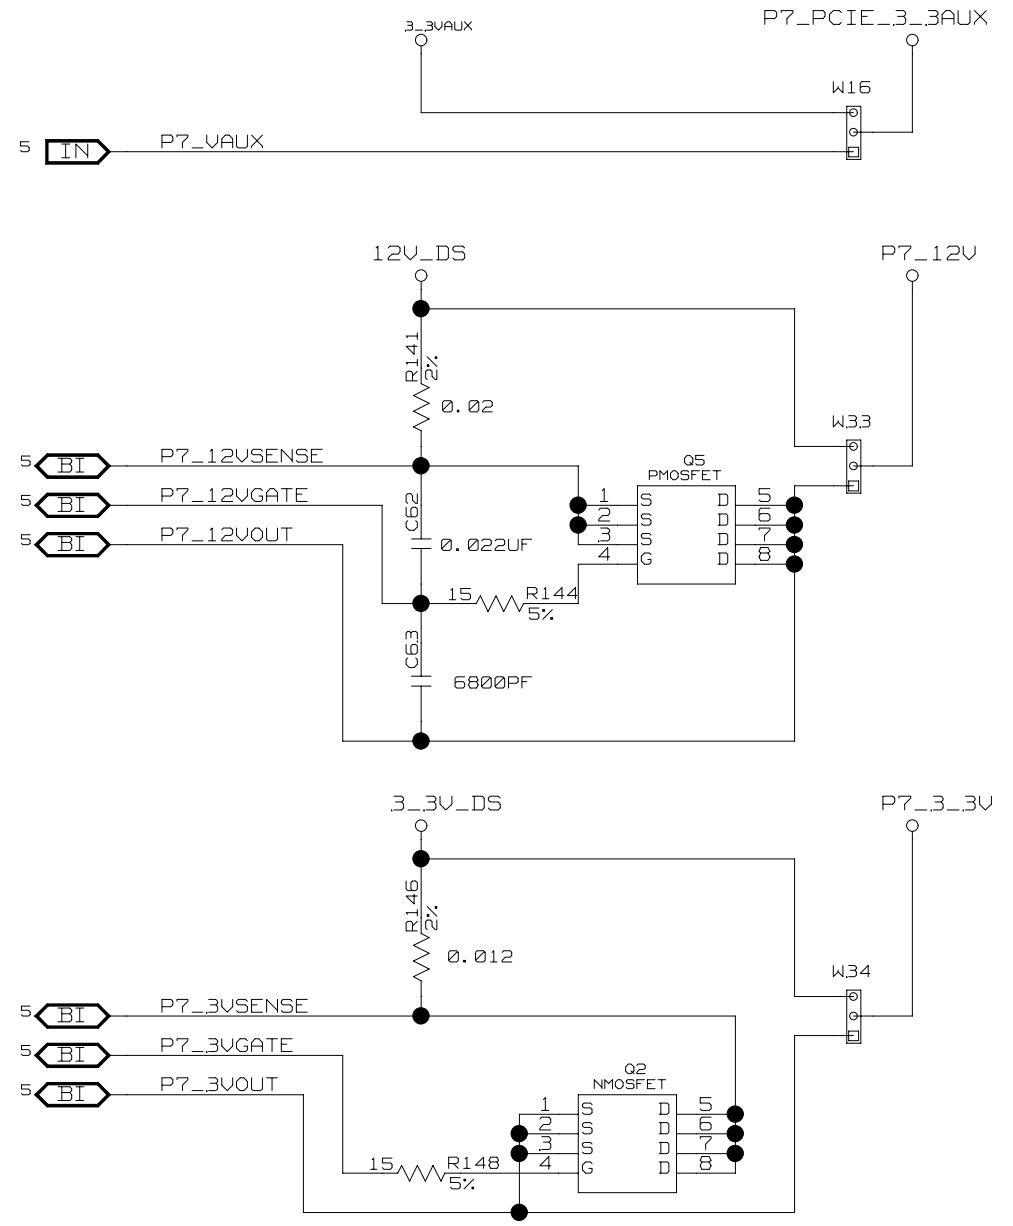 3_3VAUX
P7_PCIE_3_3AUX
W16
5 IN P7_VAUX
12V_DS
P7_12V
R141
2%
0.02
W33
5 BI P7_12VSENSE
5 BI P7_12VGATE
5 BI P7_12VOUT
Q5
PMOSFET
1 S D 5
2 S D 6
3 S D 7
4 G D 8
C62
0.022UF
15 R144
5%
C63
6800PF
3_3V_DS
P7_3_3V
R146
2%
0.012
W34
5 BI P7_3VSENSE
5 BI P7_3VGATE
5 BI P7_3VOUT
Q2
NMOSFET
1 S D 5
2 S D 6
3 S D 7
4 G D 8
15 R148
5%